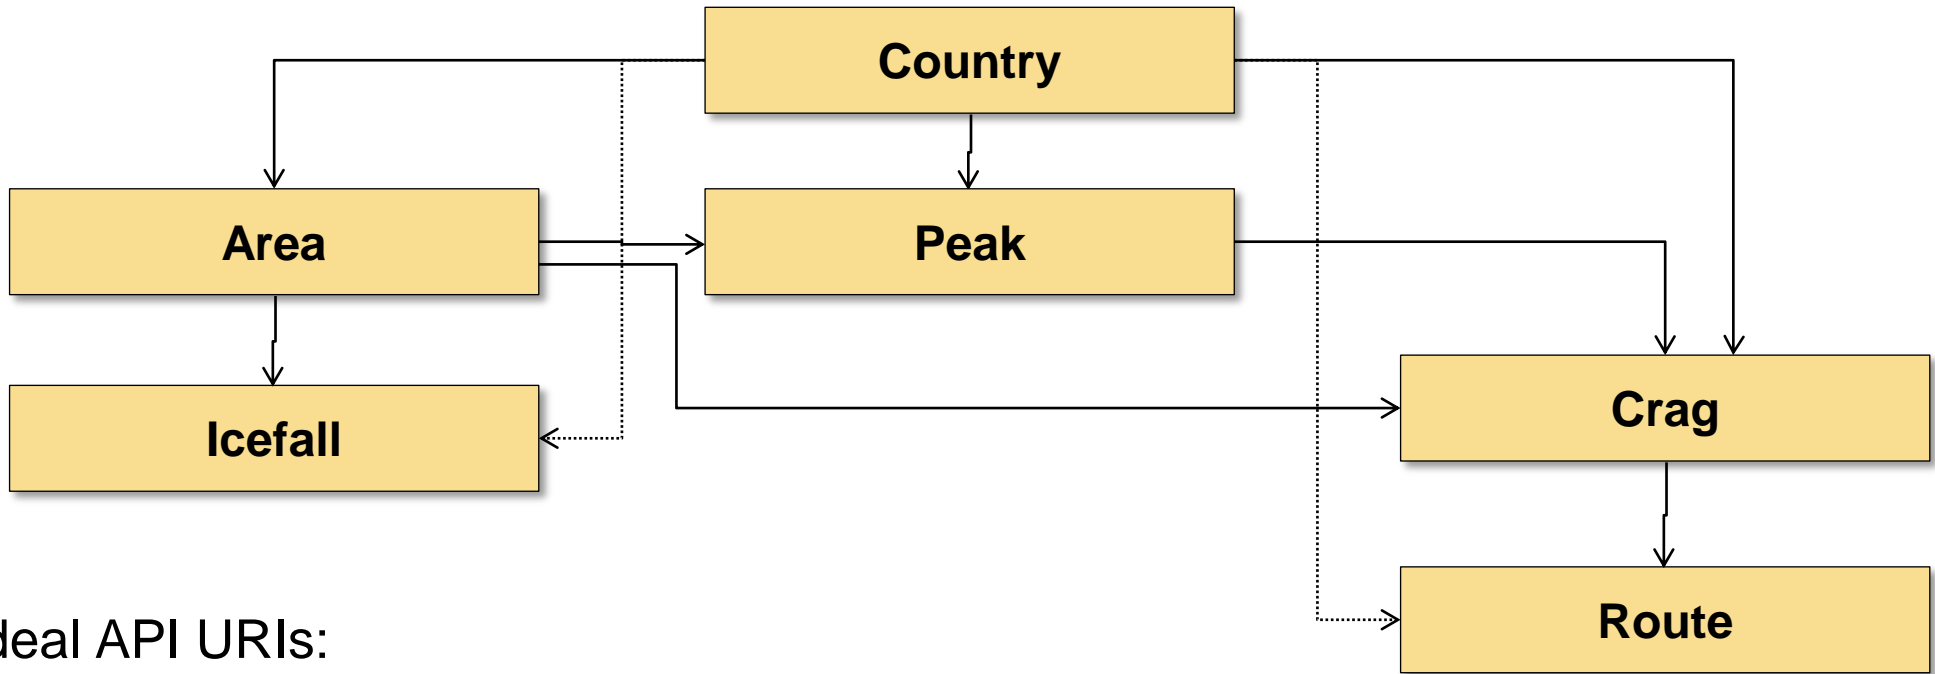 Country
Area
Peak
Icefall
Crag
Route
deal API URIs: